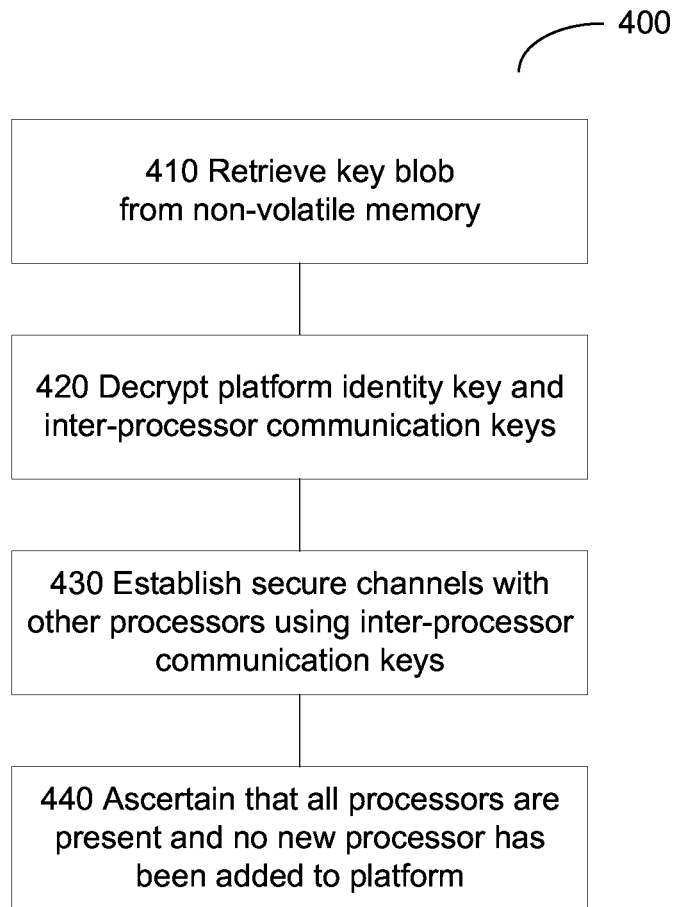 400
410 Retrieve key blob
from non-volatile memory
420 Decrypt platform identity key and
inter-processor communication keys
430 Establish secure channels with
other processors using inter-processor
communication keys
440 Ascertain that all processors are
present and no new processor has
been added to platform